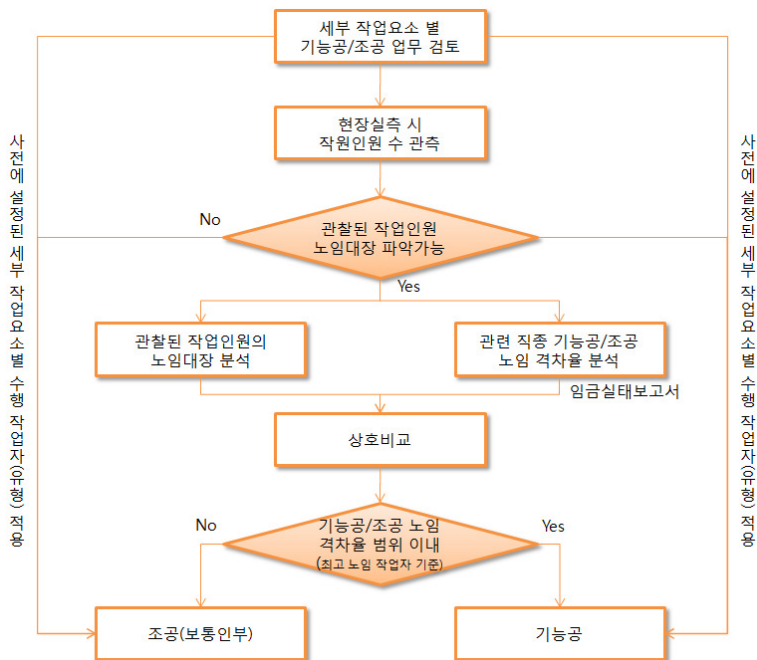 세부 작업요소 별
기능공/조공 업무 검토
현장실측 시
작원인원 수 관측
사전에 설정된 세부 작업요소별 수행 작업자(유형) 적용
사전에 설정된 세부 작업요소별 수행 작업자(유형) 적용
No
관찰된 작업인원
노임대장 파악가능
Yes
관찰된 작업인원의
노임대장 분석
관련 직종 기능공/조공
노임 격차율 분석
임금실태보고서
상호비교
No
기능공/조공 노임
격차율 범위 이내
(최고 노임 작업자 기준)
Yes
조공(보통인부)
기능공